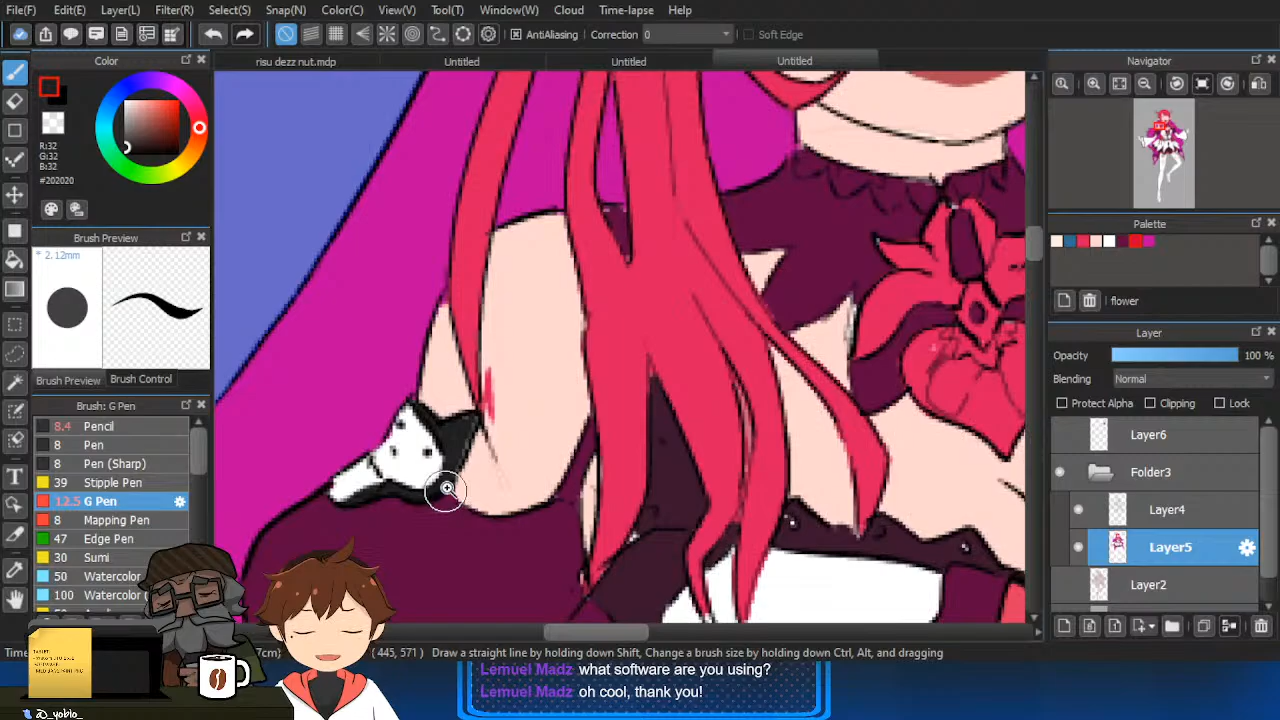 File(F) Edit(E) Layer(L) Filter(R) Select(S) Snap(N) Color(C) View(V) Tool(T) Window(W) Cloud Time-lapse Help
AntiAliasing Correction 0 Soft Edge
Color
risu dezz nut.mdp Untitled Untitled Untitled
Navigator
R:32
G:32
B:32
#202020
Brush Preview
* 2.12mm
Brush Preview Brush Control
Brush: G Pen
8.4 Pencil
8 Pen
8 Pen (Sharp)
39 Stipple Pen
12.5 G Pen
8 Mapping Pen
47 Edge Pen
30 Sumi
50 Watercolor
100 Watercolor
Palette
flower
Layer
Opacity 100 %
Blending Normal
Protect Alpha Clipping Lock
Layer6
Folder3
Layer4
Layer5
Layer2
(445, 571) Draw a straight line by holding down Shift, Change a brush size by holding down Ctrl, Alt, and dragging
Lemuel Madz what software are you using?
Lemuel Madz oh cool, thank you!
@_yoblo_